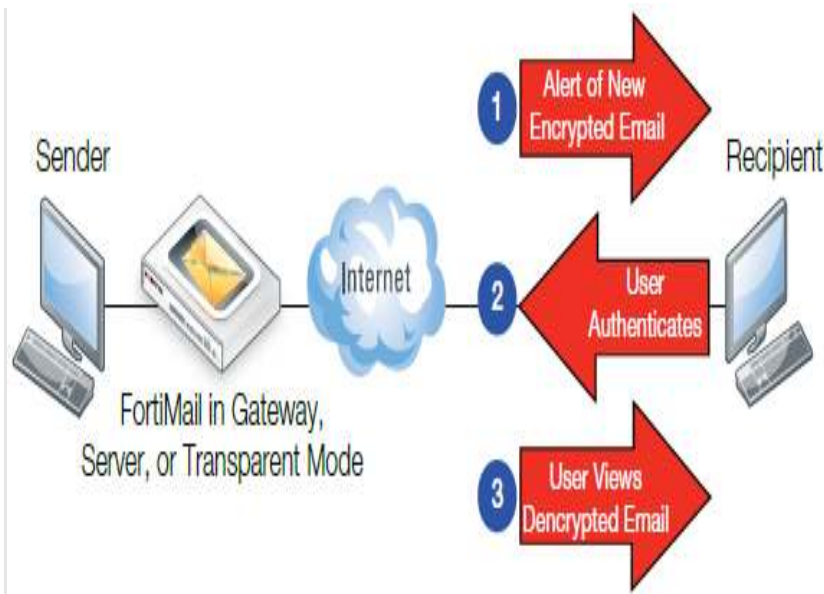 Sender
FortiMail in Gateway,
Server, or Transparent Mode
Internet
1
Alert of New
Encrypted Email
2
User
Authenticates
3
User Views
Dencrypted Email
Recipient